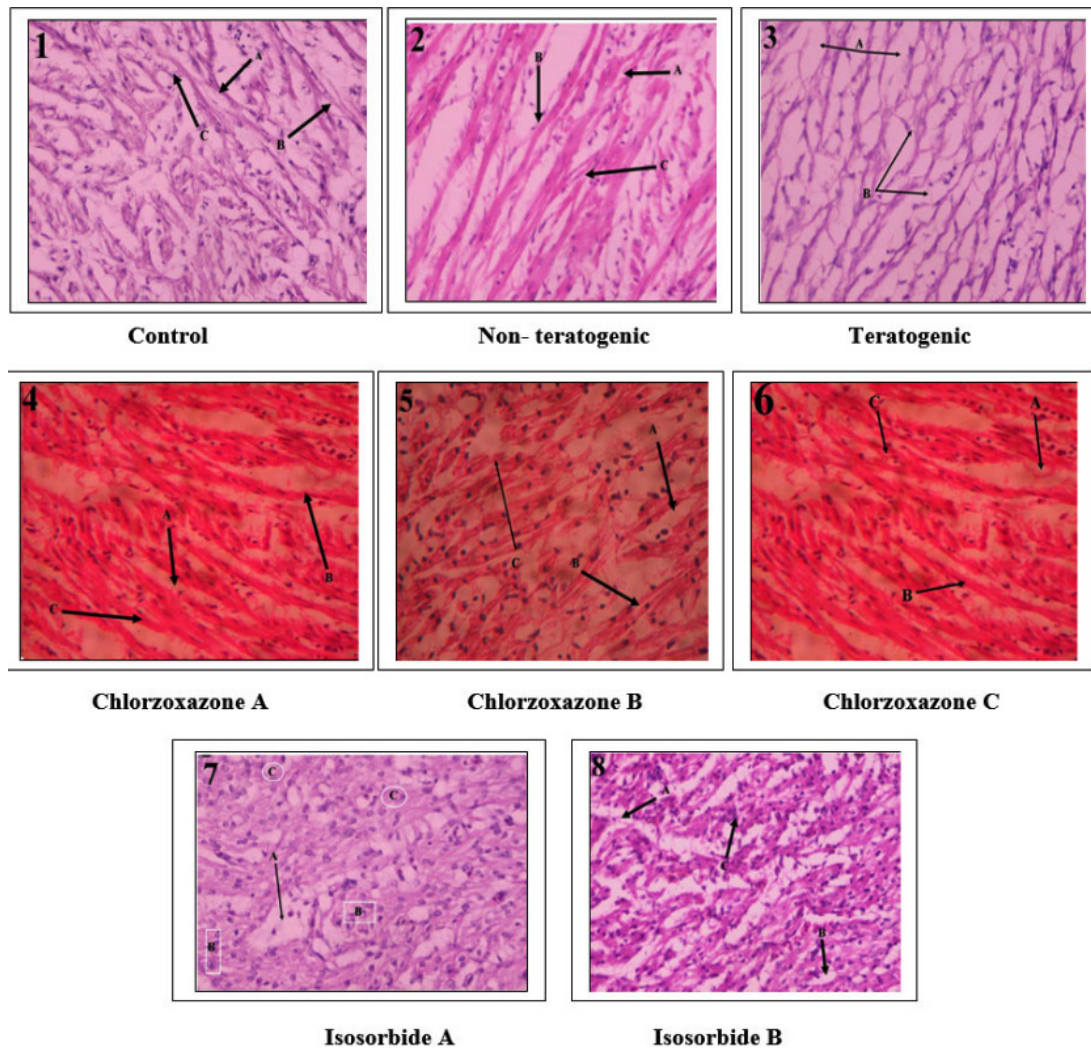 1 A C B
2 B A C
3 A B
Control Non- teratogenic Teratogenic
4 A B C
5 A B C
6 C A B
Chlorzoxazone A Chlorzoxazone B Chlorzoxazone C
7 C C A B B
8 A C B
Isosorbide A Isosorbide B